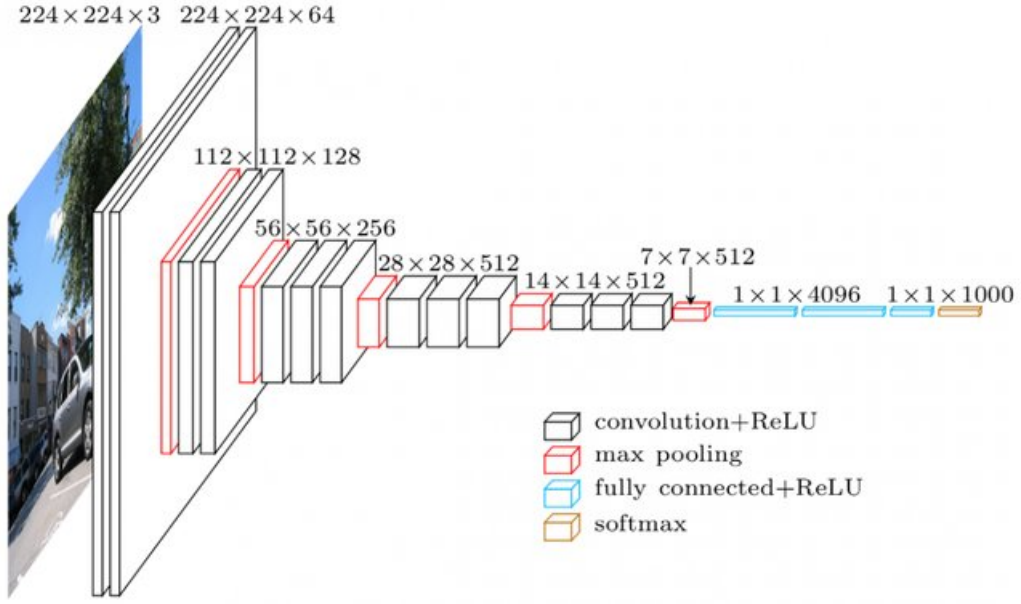 224×224×3
224×224×64
112×112×128
56×56×256
28×28×512
14×14×512
7×7×512
1×1×4096
1×1×1000
convolution+ReLU
max pooling
fully connected+ReLU
softmax